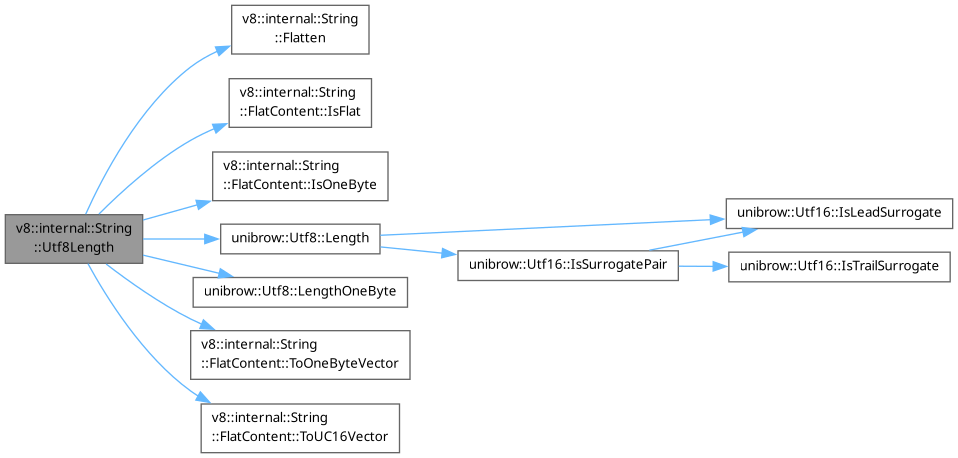 v8::internal::String
::Utf8Length
v8::internal::String
::Flatten
v8::internal::String
::FlatContent::IsFlat
v8::internal::String
::FlatContent::IsOneByte
unibrow::Utf8::Length
unibrow::Utf8::LengthOneByte
v8::internal::String
::FlatContent::ToOneByteVector
v8::internal::String
::FlatContent::ToUC16Vector
unibrow::Utf16::IsSurrogatePair
unibrow::Utf16::IsLeadSurrogate
unibrow::Utf16::IsTrailSurrogate